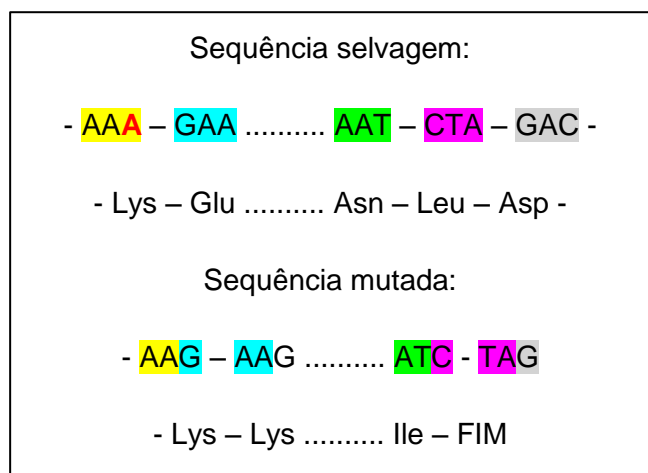 Sequência selvagem:
- AAA – GAA .......... AAT – CTA – GAC -
- Lys – Glu .......... Asn – Leu – Asp -
Sequência mutada:
- AAG – AAG .......... ATC - TAG
- Lys – Lys .......... Ile – FIM